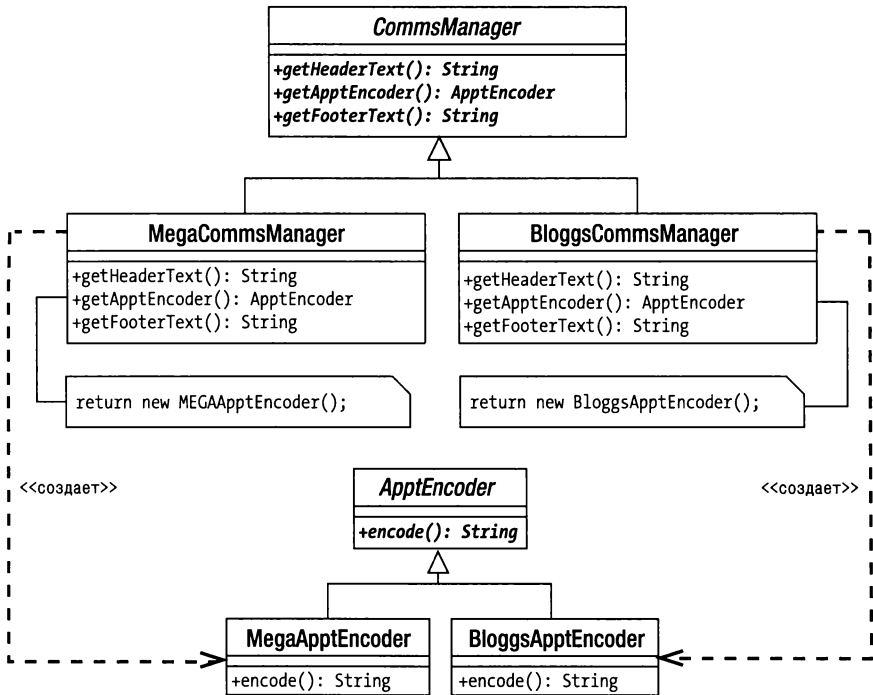 CommsManager
+getHeaderText(): String
+getApptEncoder(): ApptEncoder
+getFooterText(): String
MegaCommsManager
+getHeaderText(): String
+getApptEncoder(): ApptEncoder
+getFooterText(): String
BloggsCommsManager
+getHeaderText(): String
+getApptEncoder(): ApptEncoder
+getFooterText(): String
return new MEGAApptEncoder();
return new BloggsApptEncoder();
<<создает>>
<<создает>>
ApptEncoder
+encode(): String
MegaApptEncoder
+encode(): String
BloggsApptEncoder
+encode(): String